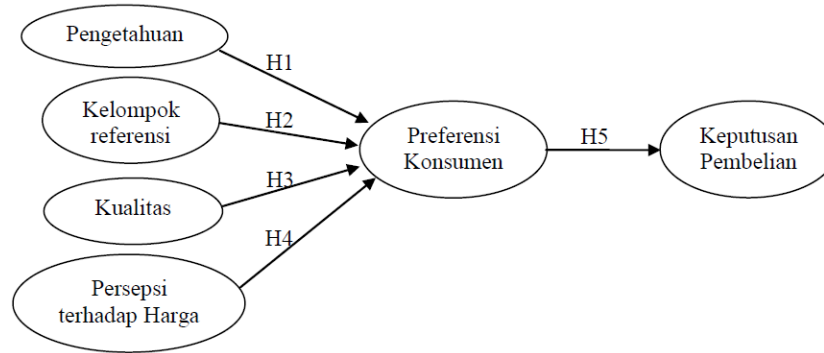 Pengetahuan
H1
Kelompok
referensi
H2
Preferensi
Konsumen
H5
Keputusan
Pembelian
H3
Kualitas
H4
Persepsi
terhadap Harga